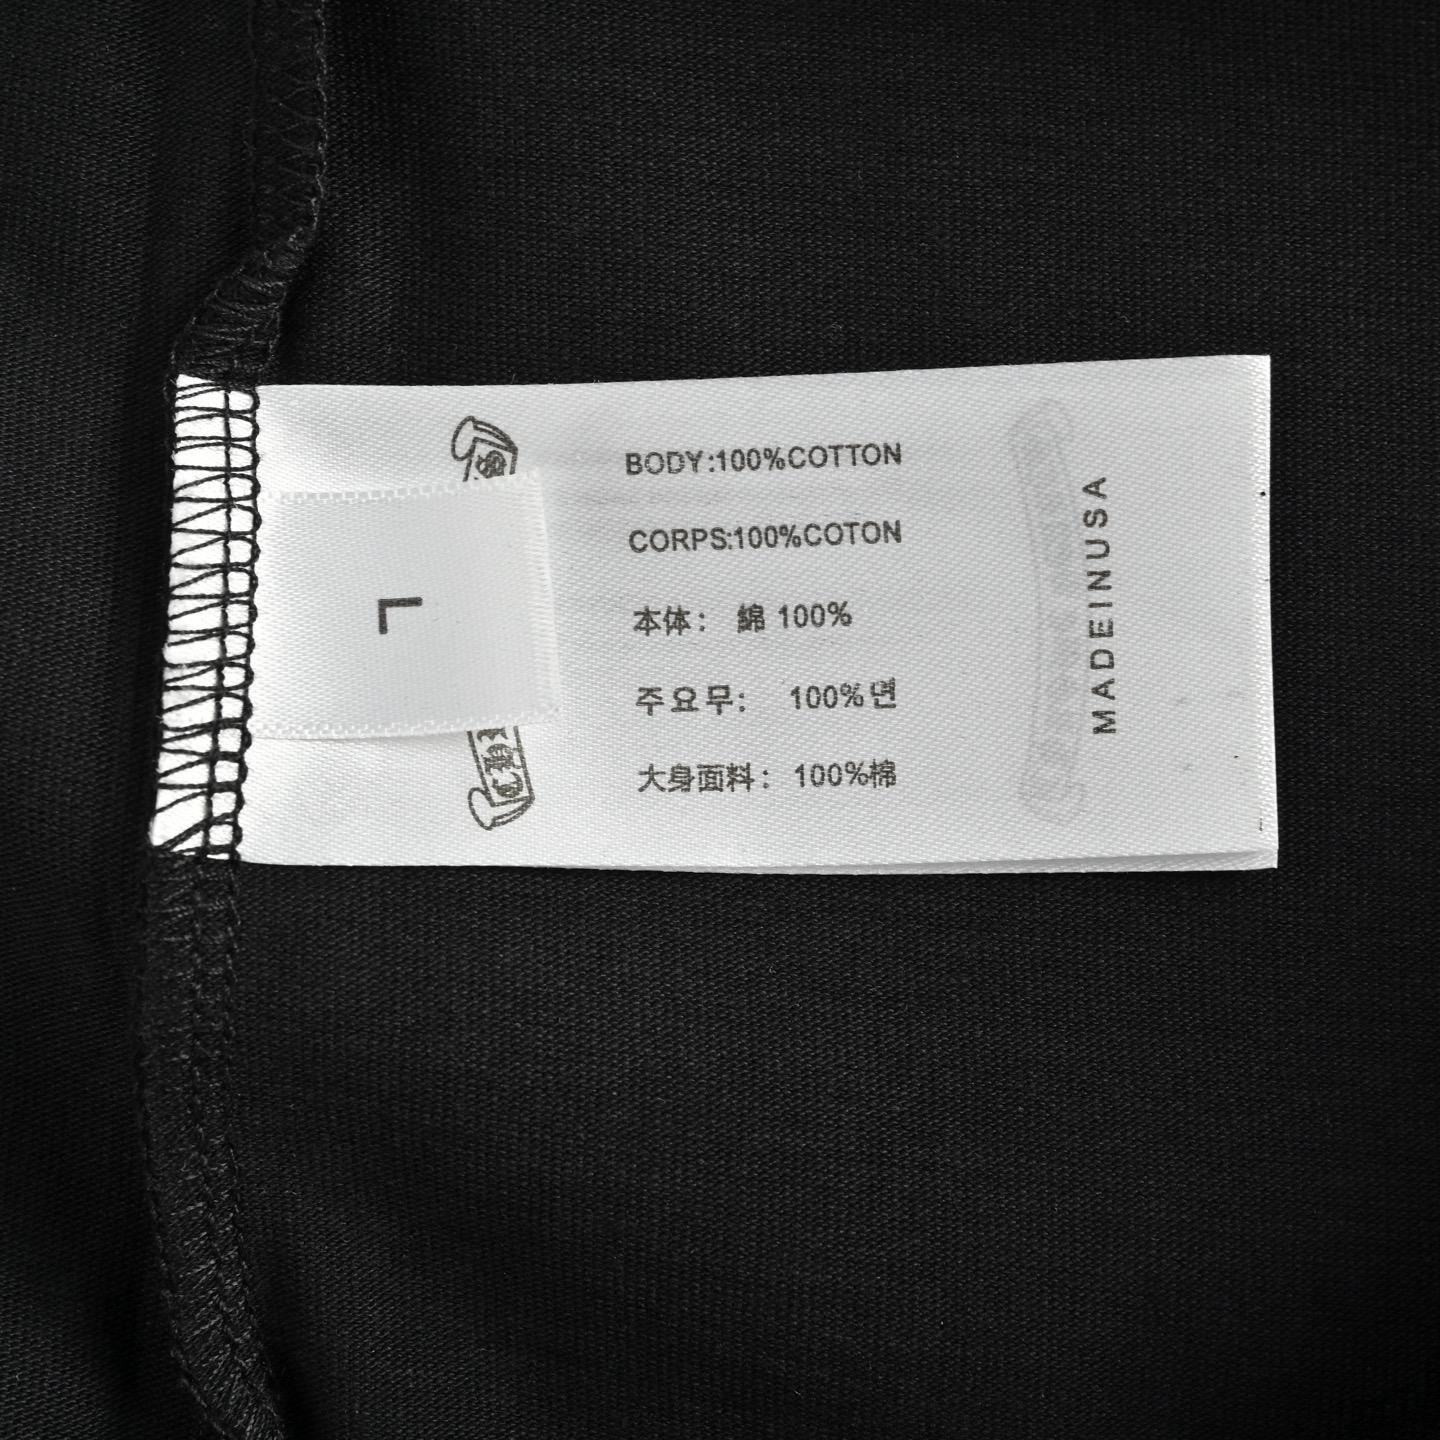 L
BODY:100%COTTON
CORPS:100%COTON
本体： 綿 100%
주요무: 100%면
大身面料：100%棉
MADEINUSA